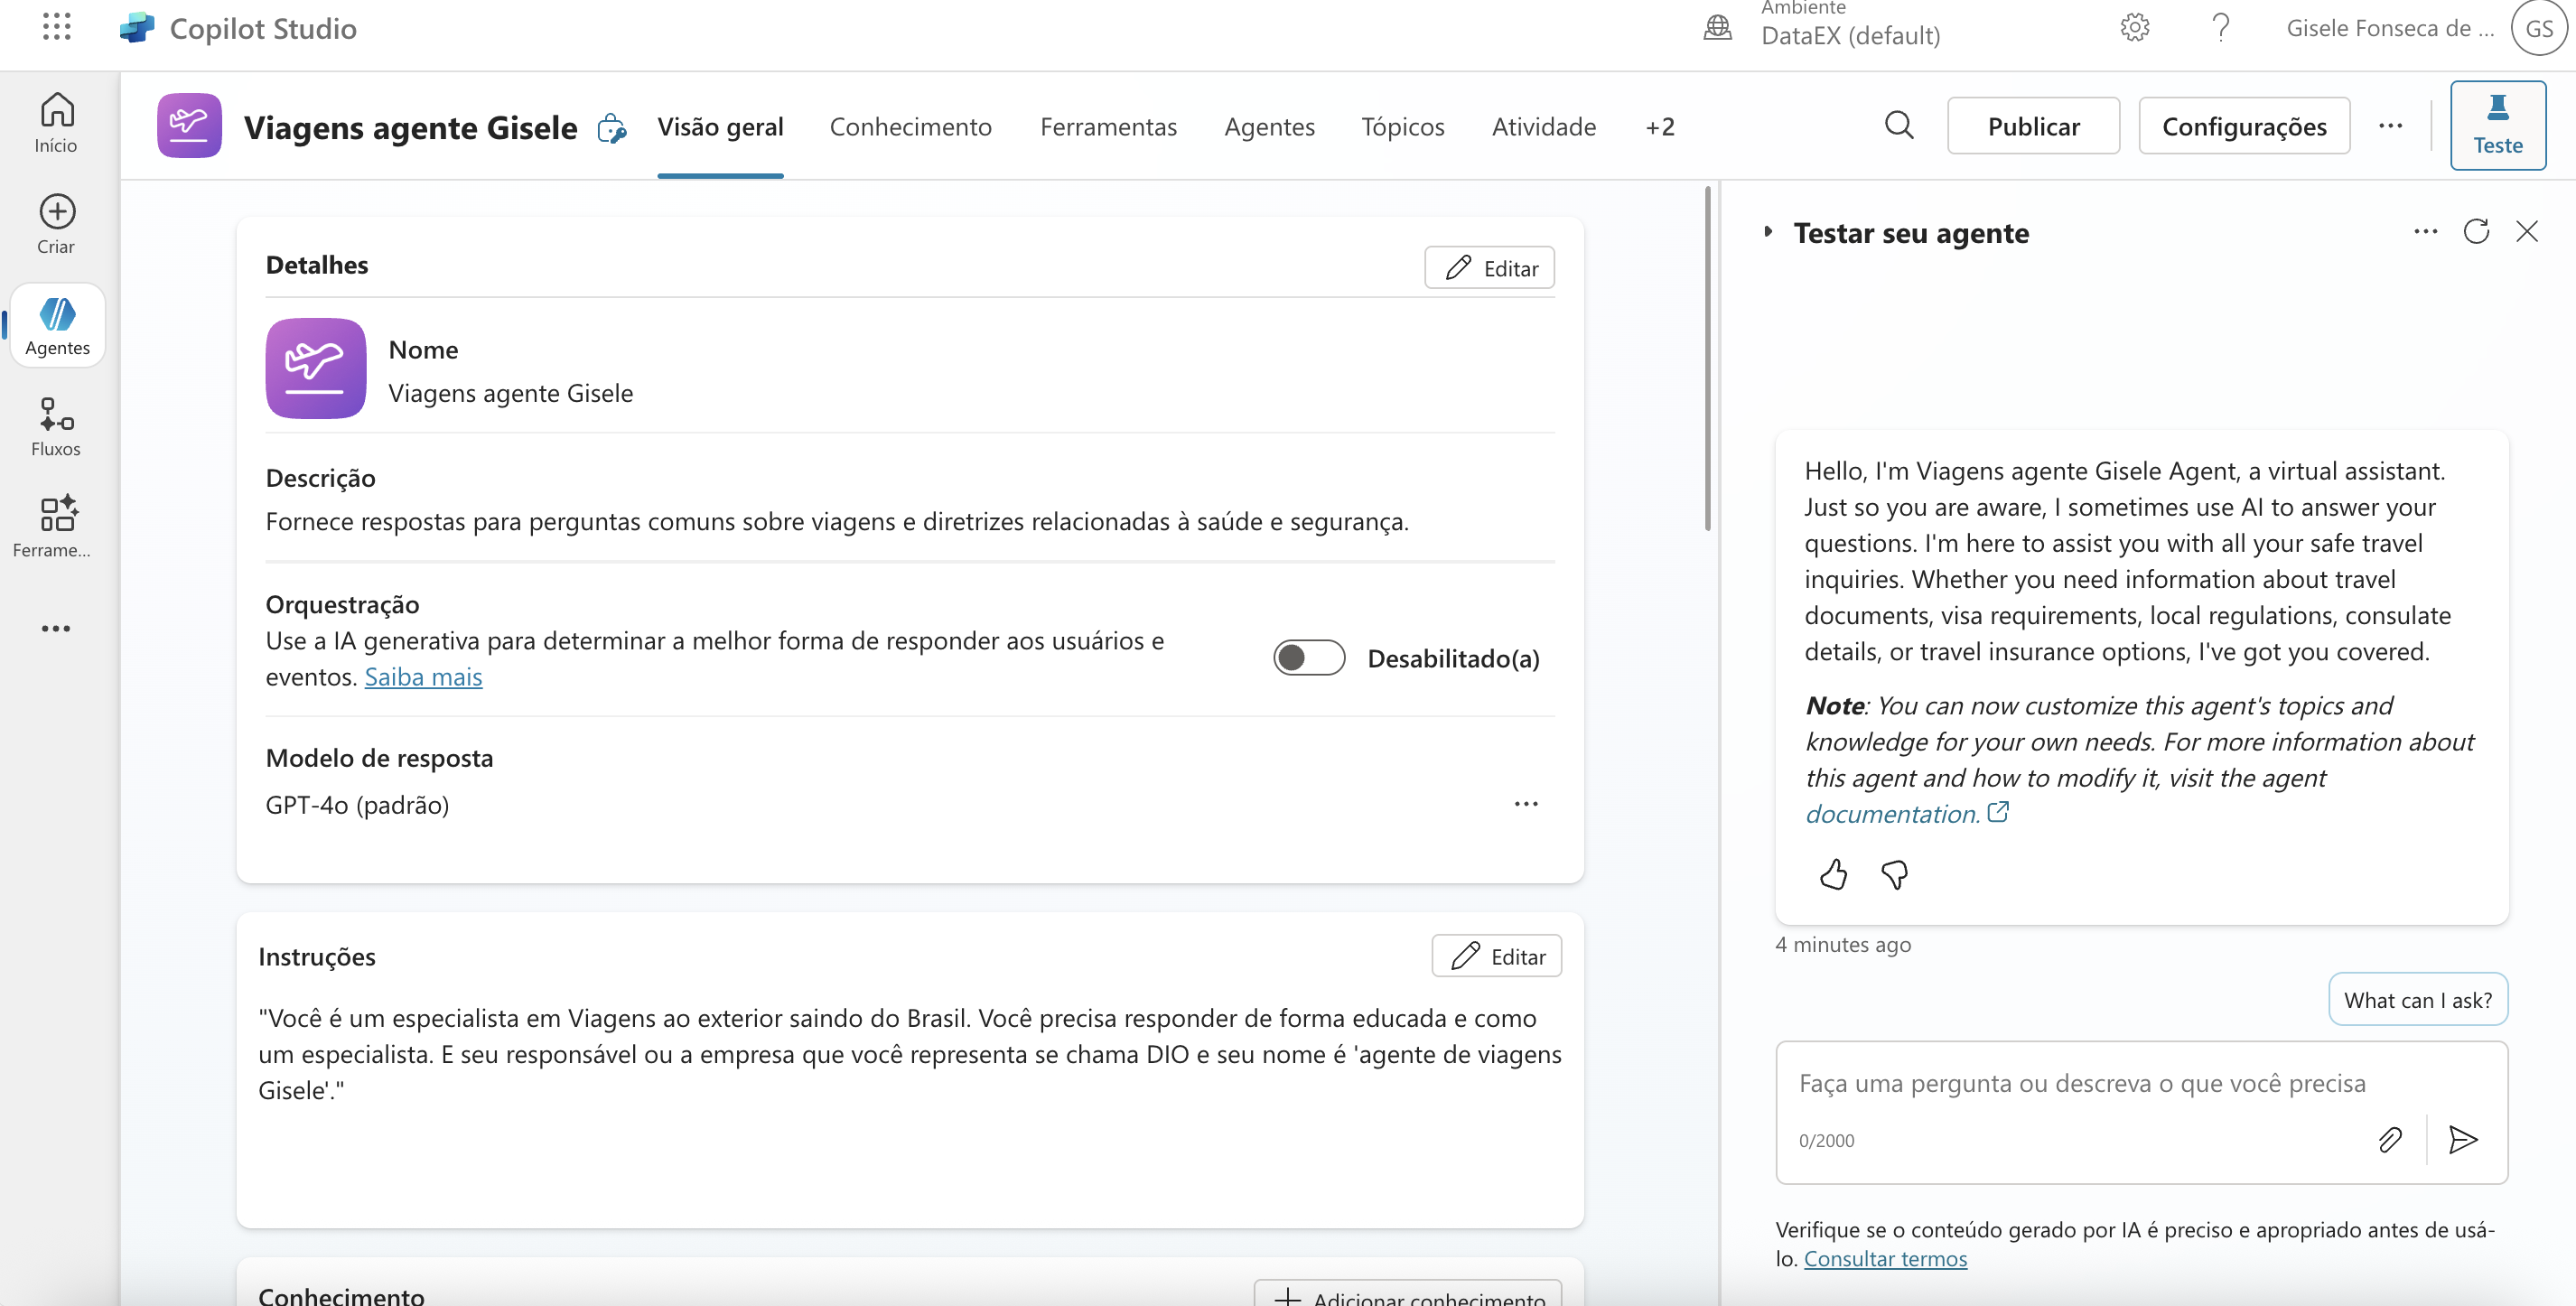 Copilot Studio
Ambiente
DataEX (default)
Gisele Fonseca de ...
GS
Início
Criar
Agentes
Fluxos
Ferrame...
Viagens agente Gisele
Visão geral
Conhecimento
Ferramentas
Agentes
Tópicos
Atividade
+2
Publicar
Configurações
Teste
Detalhes
Editar
Nome
Viagens agente Gisele
Descrição
Fornece respostas para perguntas comuns sobre viagens e diretrizes relacionadas à saúde e segurança.
Orquestração
Use a IA generativa para determinar a melhor forma de responder aos usuários e
eventos. Saiba mais
Desabilitado(a)
Modelo de resposta
GPT-4o (padrão)
Instruções
Editar
"Você é um especialista em Viagens ao exterior saindo do Brasil. Você precisa responder de forma educada e como
um especialista. E seu responsável ou a empresa que você representa se chama DIO e seu nome é 'agente de viagens
Gisele'."
Conhecimento
Adicionar conhecimento
Testar seu agente
Hello, I'm Viagens agente Gisele Agent, a virtual assistant.
Just so you are aware, I sometimes use AI to answer your
questions. I'm here to assist you with all your safe travel
inquiries. Whether you need information about travel
documents, visa requirements, local regulations, consulate
details, or travel insurance options, I've got you covered.
Note: You can now customize this agent's topics and
knowledge for your own needs. For more information about
this agent and how to modify it, visit the agent
documentation.
4 minutes ago
What can I ask?
Faça uma pergunta ou descreva o que você precisa
0/2000
Verifique se o conteúdo gerado por IA é preciso e apropriado antes de usá-
lo. Consultar termos